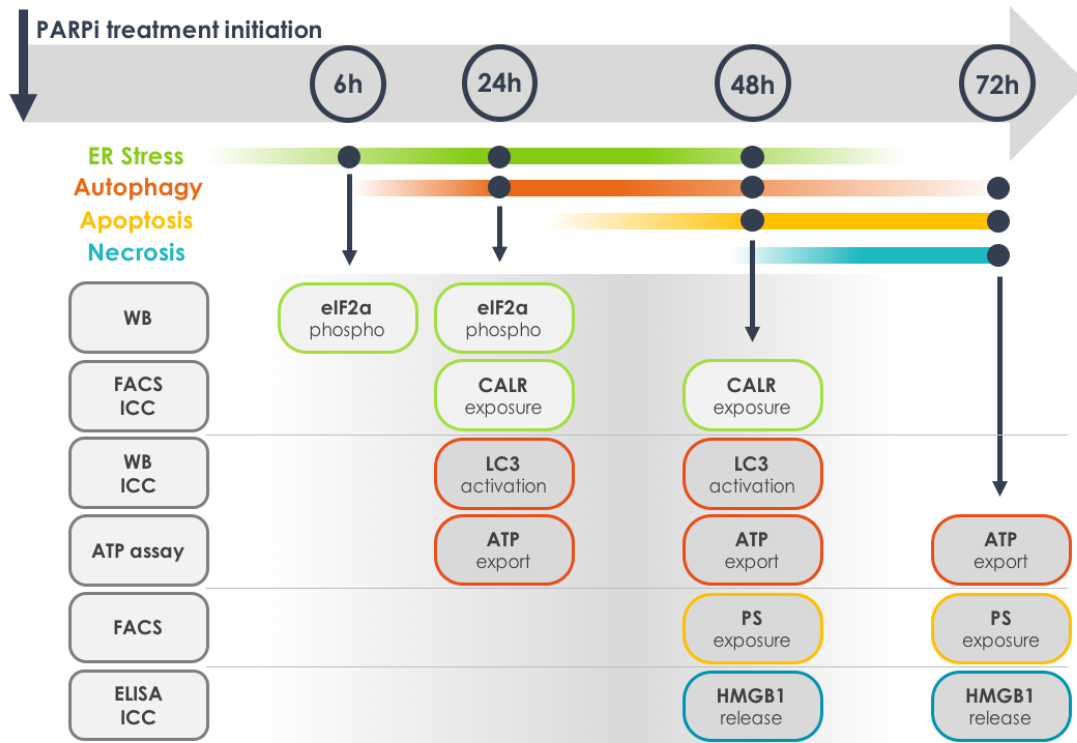 PARPi treatment initiation
6h
24h
48h
72h
ER Stress
Autophagy
Apoptosis
Necrosis
WB
eIF2a
phospho
eIF2a
phospho
FACS
ICC
CALR
exposure
CALR
exposure
WB
ICC
LC3
activation
LC3
activation
ATP assay
ATP
export
ATP
export
ATP
export
FACS
PS
exposure
PS
exposure
ELISA
ICC
HMGB1
release
HMGB1
release